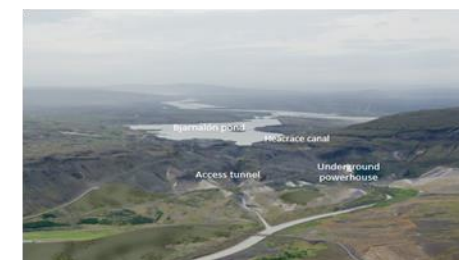 Bjarnalón pond
Headrace canal
Access tunnel
Underground
powerhouse